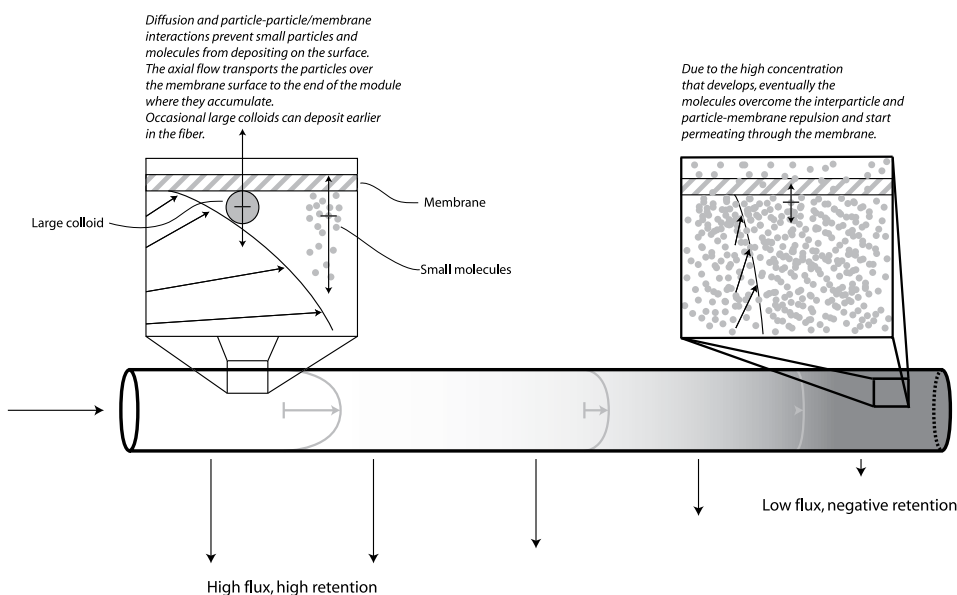 Diffusion and particle-particle/membrane
interactions prevent small particles and
molecules from depositing on the surface.
The axial flow transports the particles over
the membrane surface to the end of the module
where they accumulate.
Occasional large colloids can deposit earlier
in the fiber.
Due to the high concentration
that develops, eventually the
molecules overcome the interparticle and
particle-membrane repulsion and start
permeating through the membrane.
Large colloid
Membrane
Small molecules
Low flux, negative retention
High flux, high retention